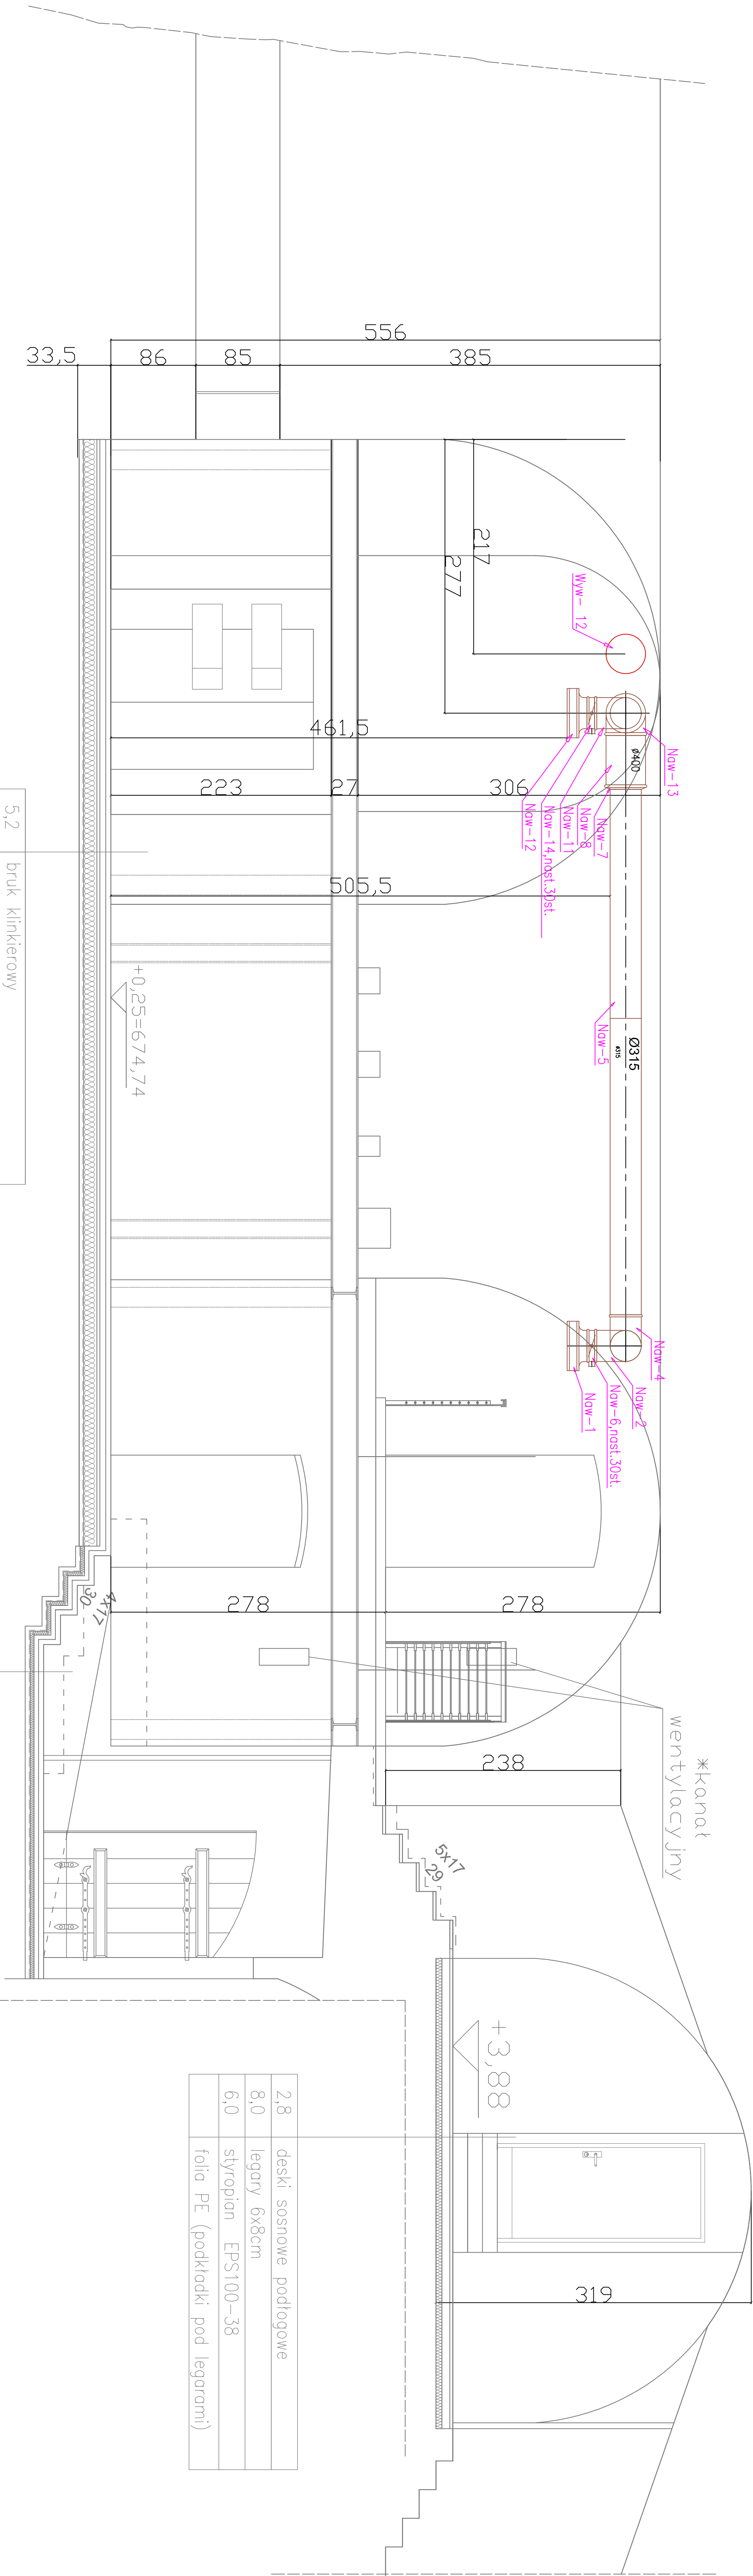 556
33,5
86
85
385
217
277
Wyw- 12
Naw-13
ø400
Naw-7
Naw-8
Naw-11
Naw-14,nast.30st.
Naw-12
461,5
223
27
306
505,5
Naw-5
Ø315
ø315
+0,25=674,74
5,2 bruk klinkierowy
Naw-4
Naw-2
Naw-6,nast.30st.
Naw-1
278
278
4x17
30
*kanał
wentylacyjny
238
5x17
29
+3,88
319
2,8 deski sosnowe podłogowe
8,0 legary 6x8cm
6,0 styropian EPS100-38
folia PE (podkładki pod legarami)